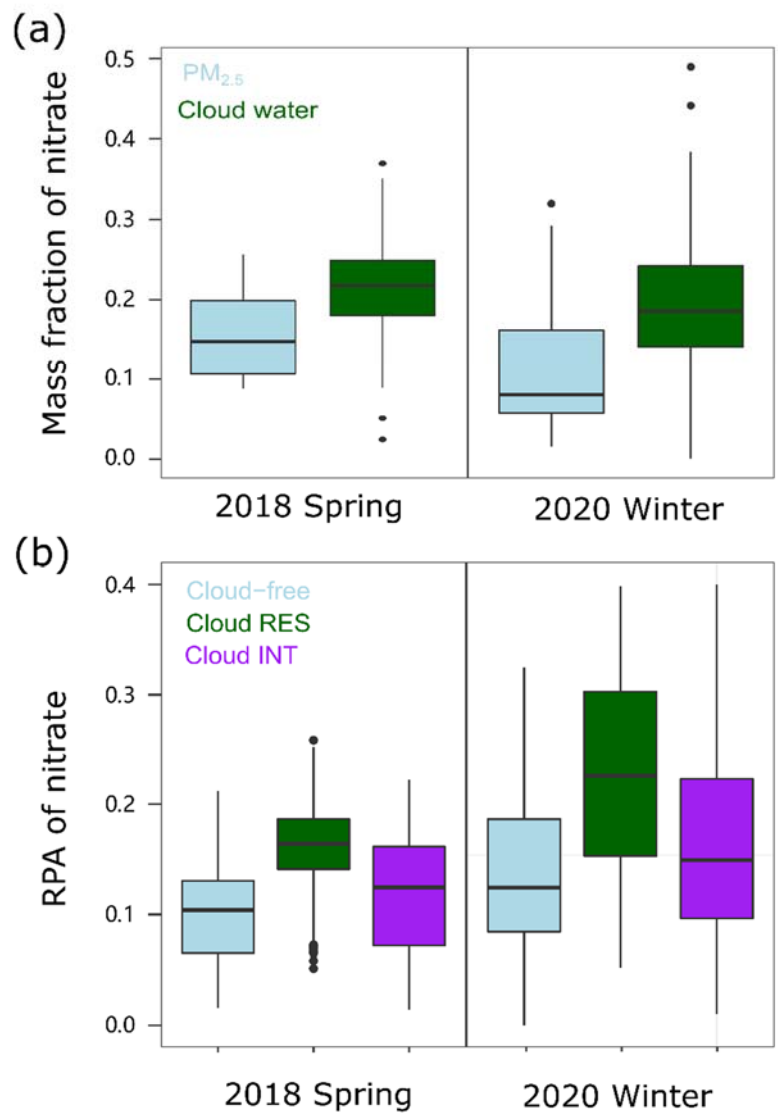 (a)
Mass fraction of nitrate
0.5
0.4
0.3
0.2
0.1
0.0
PM2.5
Cloud water
2018 Spring
2020 Winter
(b)
RPA of nitrate
0.4
0.3
0.2
0.1
0.0
Cloud-free
Cloud RES
Cloud INT
2018 Spring
2020 Winter